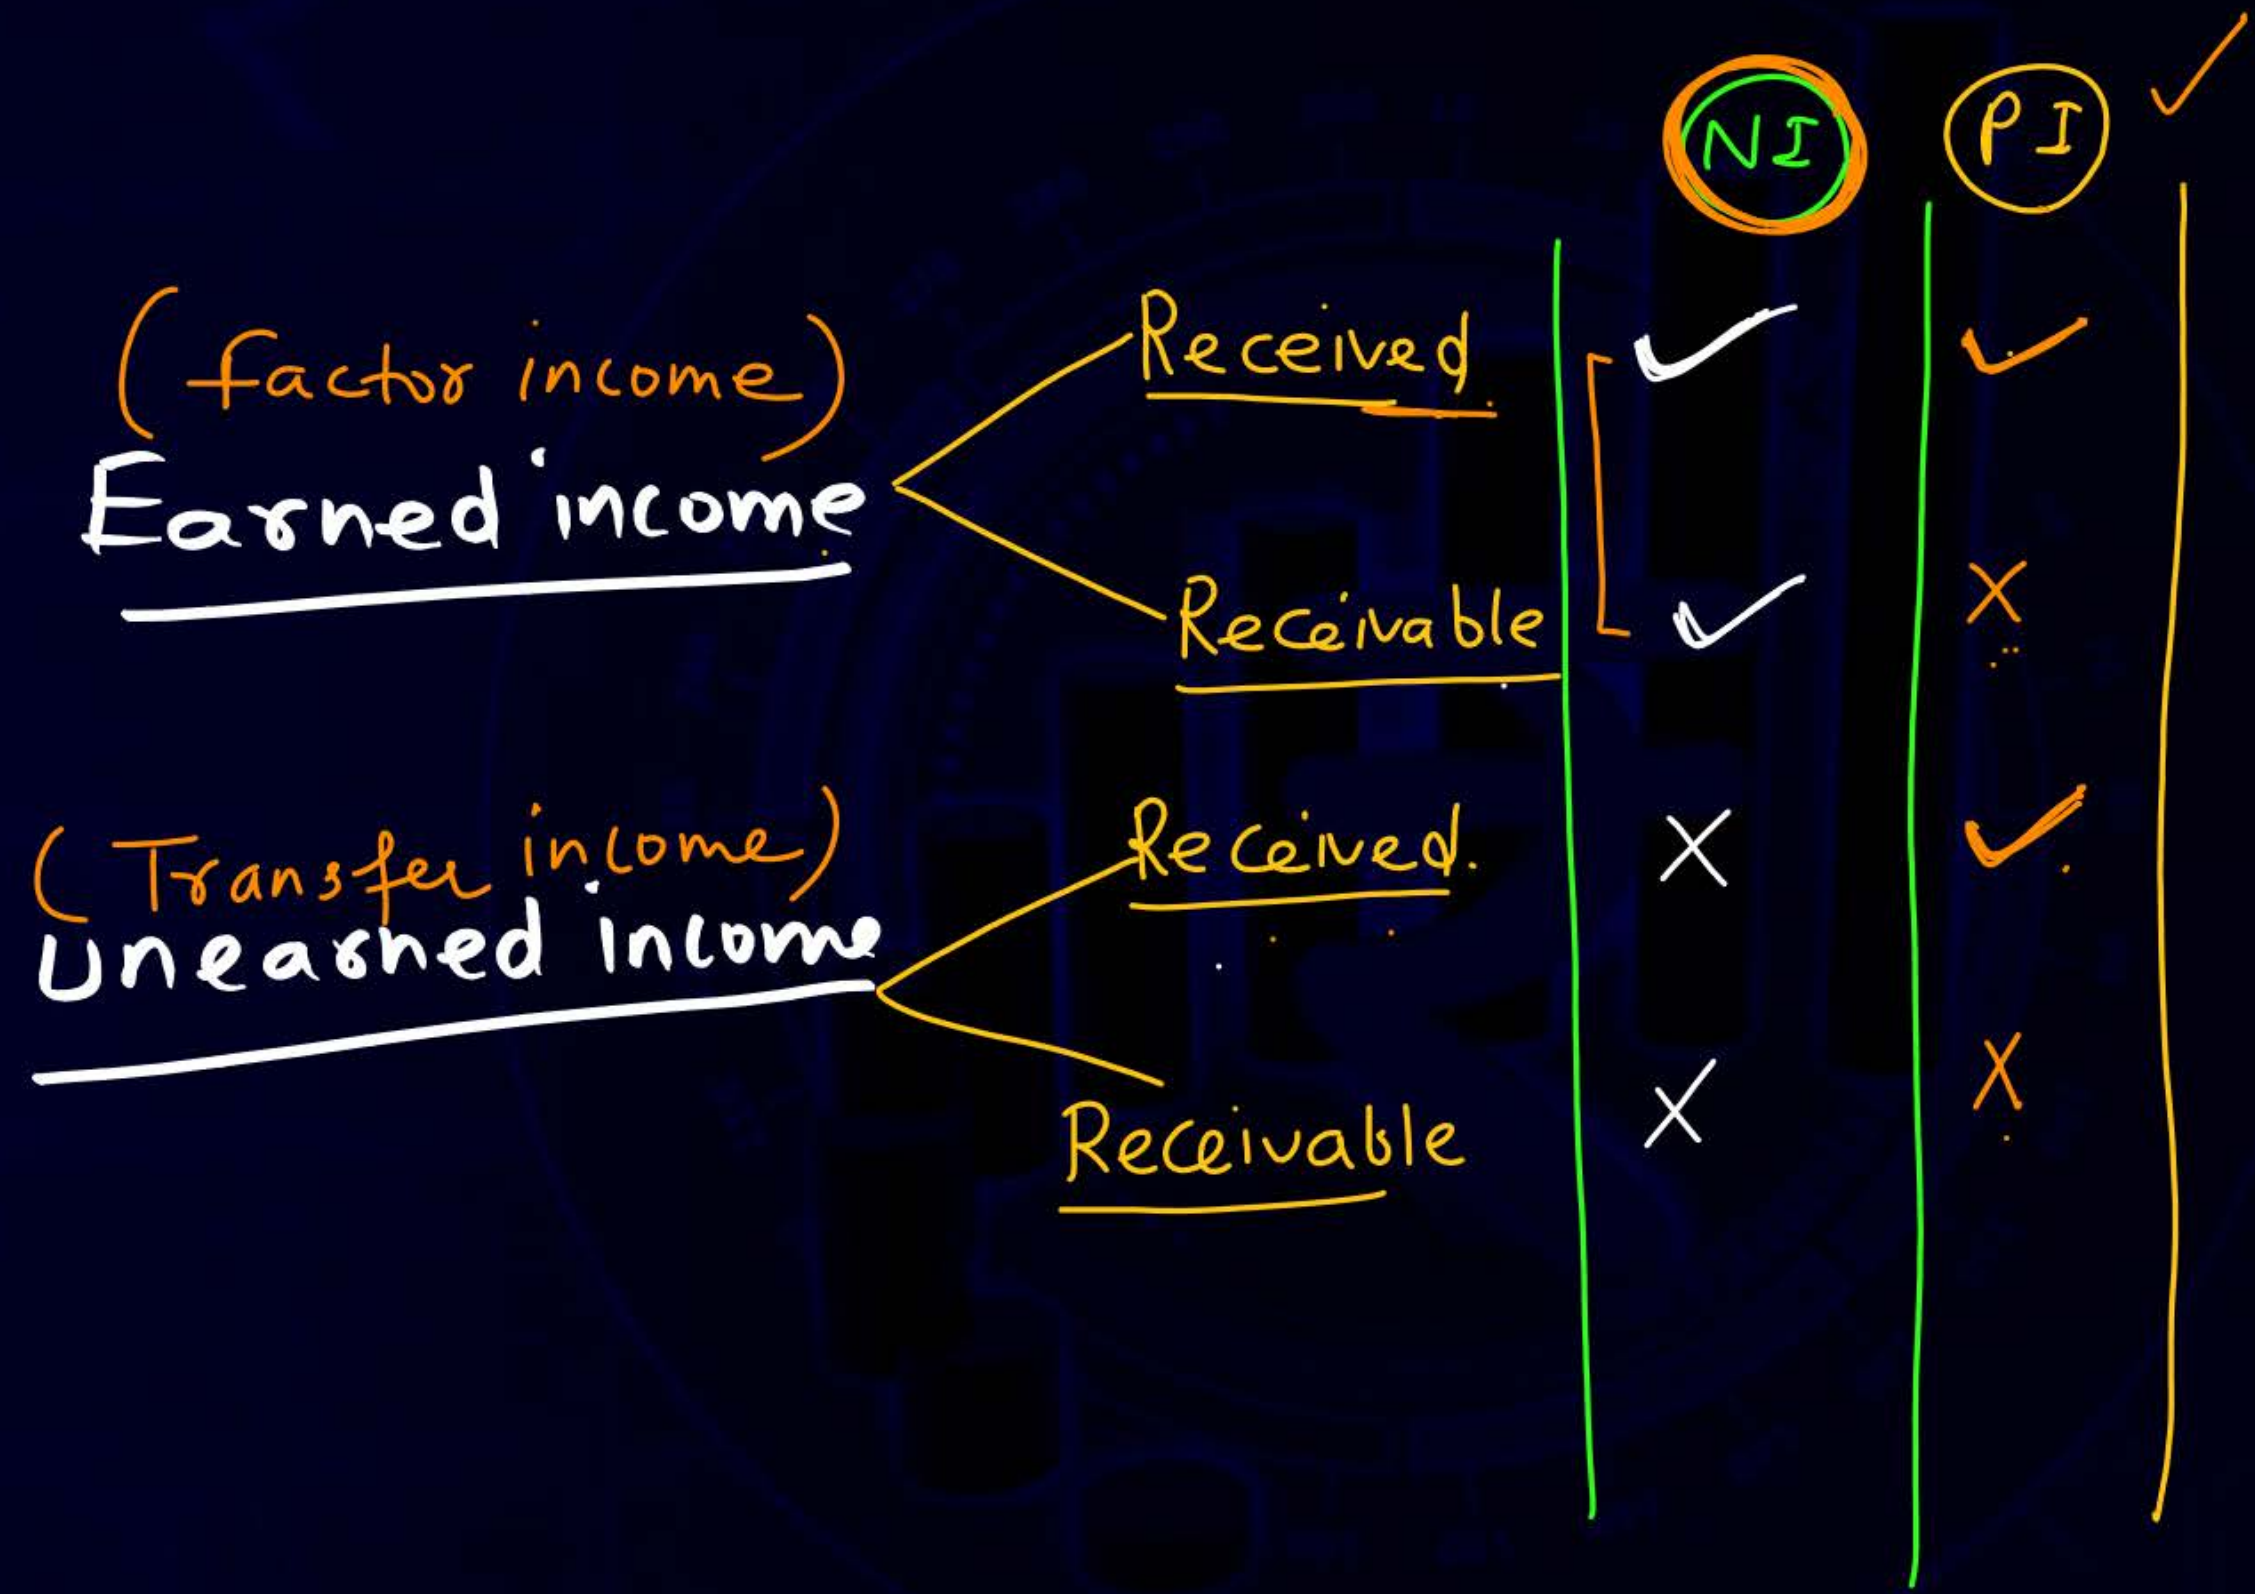 NI PI ✓
(factor income)
Received ✓ ✓
Earned income
Receivable ✓ ✗
(Transfer income)
Received. ✗ ✓
Unearned income
Receivable ✗ ✗